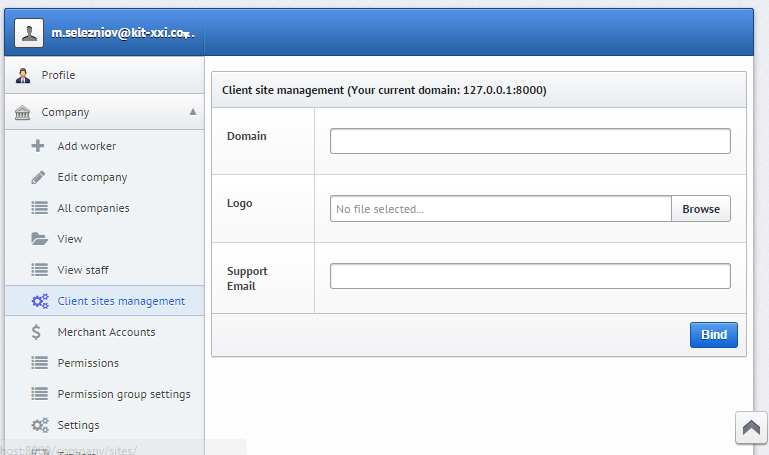 m.selezniov@kit-xxi.co...
Profile
Company
Add worker
Edit company
All companies
View
View staff
Client sites management
Merchant Accounts
Permissions
Permission group settings
Settings
host:8000/company/sites/
Client site management (Your current domain: 127.0.0.1:8000)
Domain
Logo
No file selected...
Browse
Support
Email
Bind